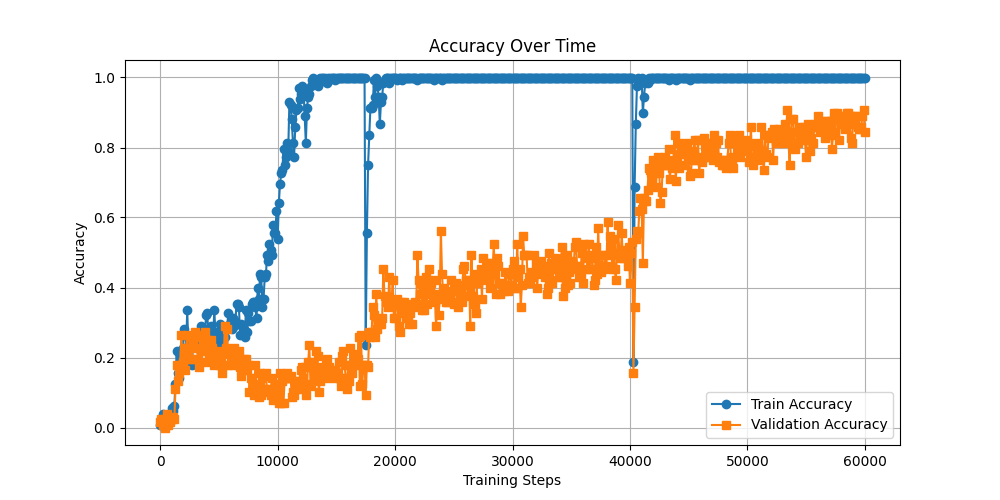 Accuracy Over Time
Accuracy
1.0
0.8
0.6
0.4
0.2
0.0
0
10000
20000
30000
40000
50000
60000
Training Steps
Train Accuracy
Validation Accuracy